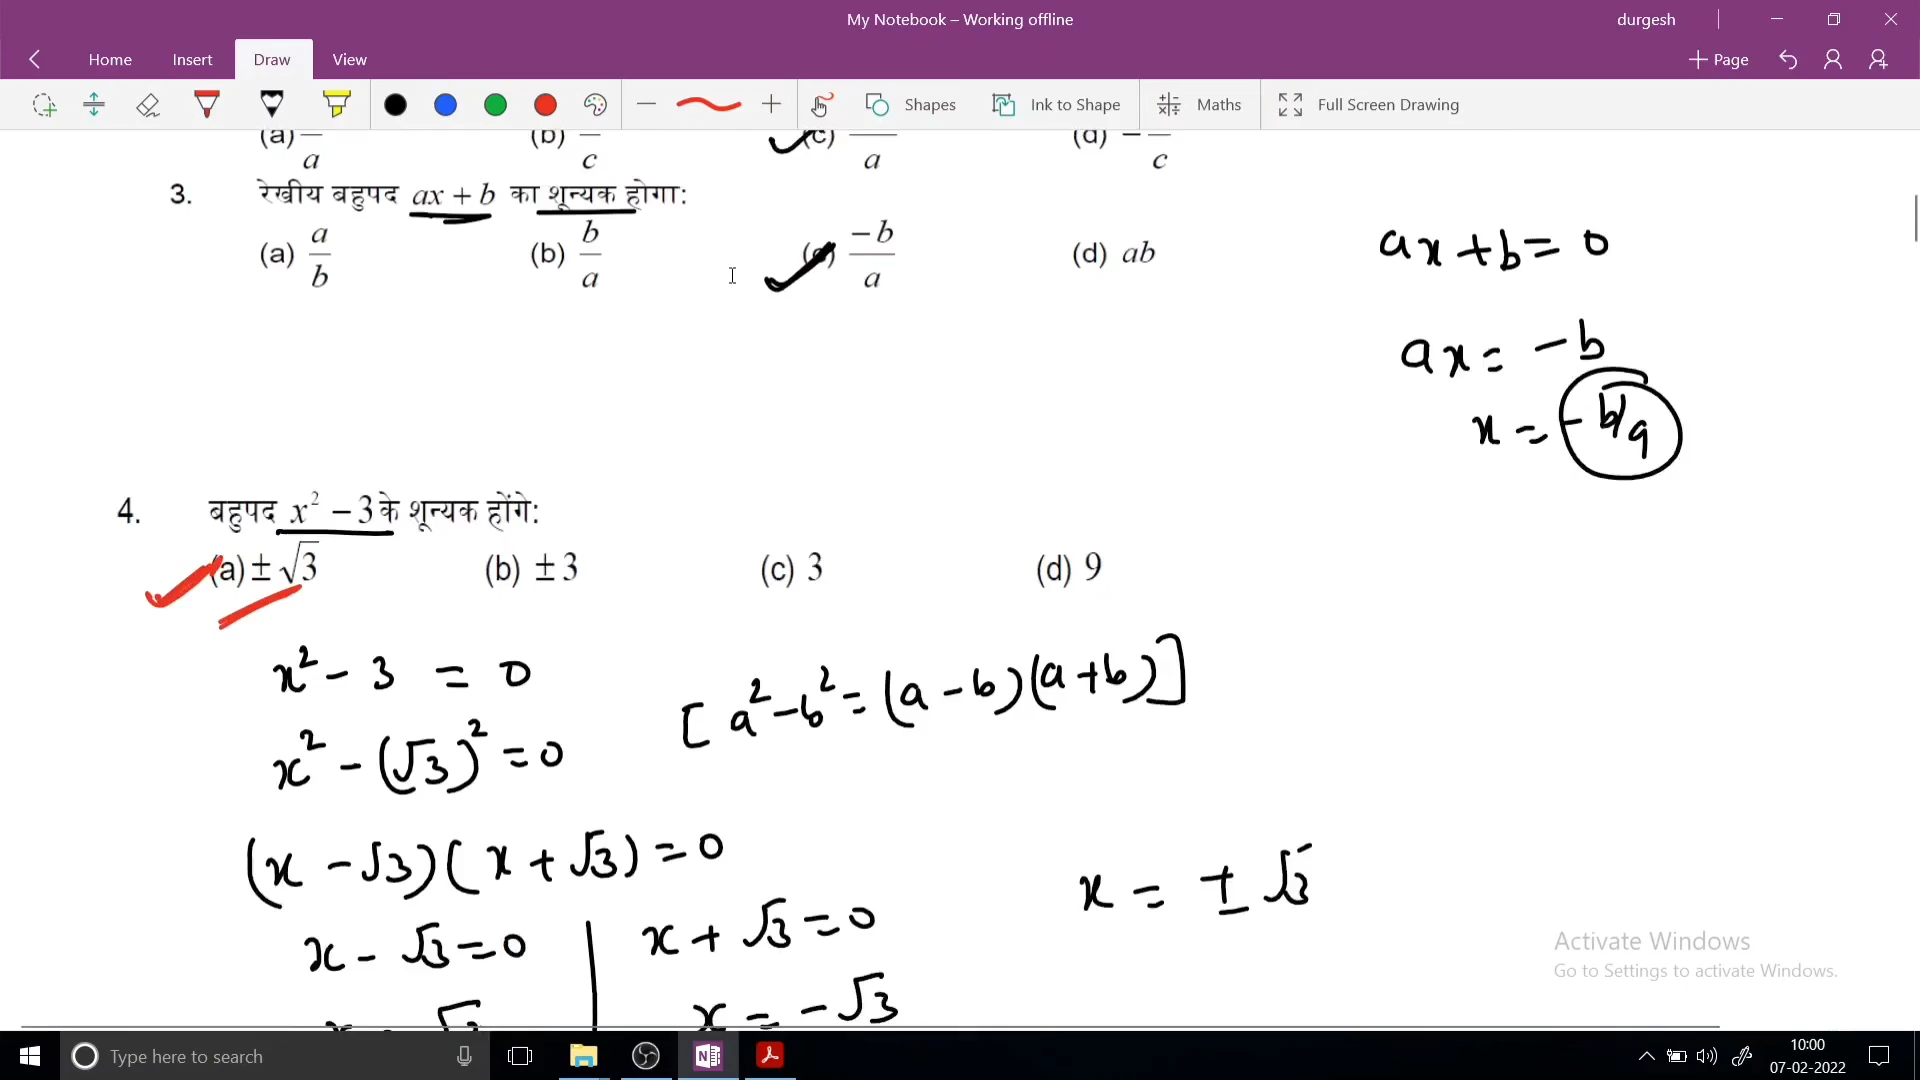 My Notebook – Working offline
durgesh
Home Insert Draw View
Page
Shapes Ink to Shape Maths Full Screen Drawing
(a) — a (b) — c (c) — a (d) – — c
3. रेखीय बहुपद ax + b का शून्यक होगा:
(a) a/b (b) b/a (c) –b/a (d) ab
ax + b = 0
ax = – b
x = – b/a
4. बहुपद x² – 3 के शून्यक होंगे:
(a) ± √3 (b) ± 3 (c) 3 (d) 9
x² – 3 = 0
[ a² – b² = (a – b)(a + b) ]
x² – (√3)² = 0
(x – √3)(x + √3) = 0
x = ± √3
x – √3 = 0
x + √3 = 0
x = – √3
Activate Windows
Go to Settings to activate Windows.
Type here to search
10:00
07-02-2022